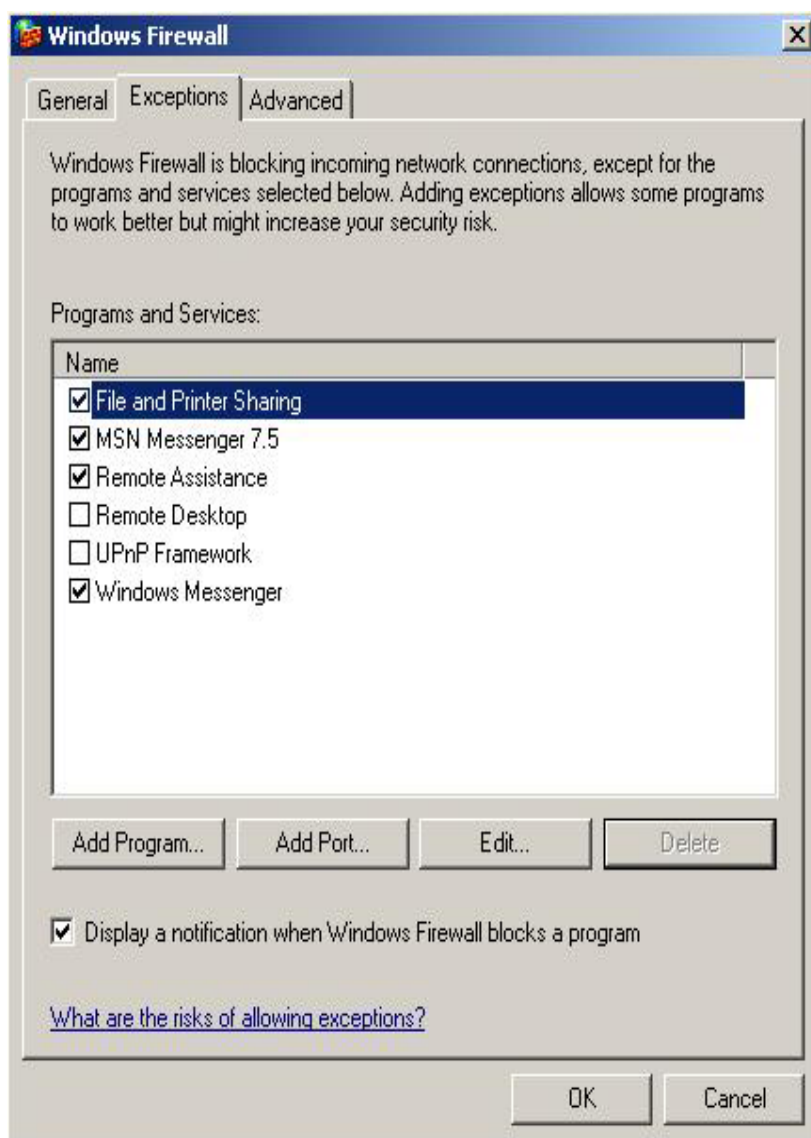 Windows Firewall
General Exceptions Advanced
Windows Firewall is blocking incoming network connections, except for the
programs and services selected below. Adding exceptions allows some programs
to work better but might increase your security risk.
Programs and Services:
Name
File and Printer Sharing
MSN Messenger 7.5
Remote Assistance
Remote Desktop
UPnP Framework
Windows Messenger
Add Program... Add Port... Edit... Delete
Display a notification when Windows Firewall blocks a program
What are the risks of allowing exceptions?
OK Cancel